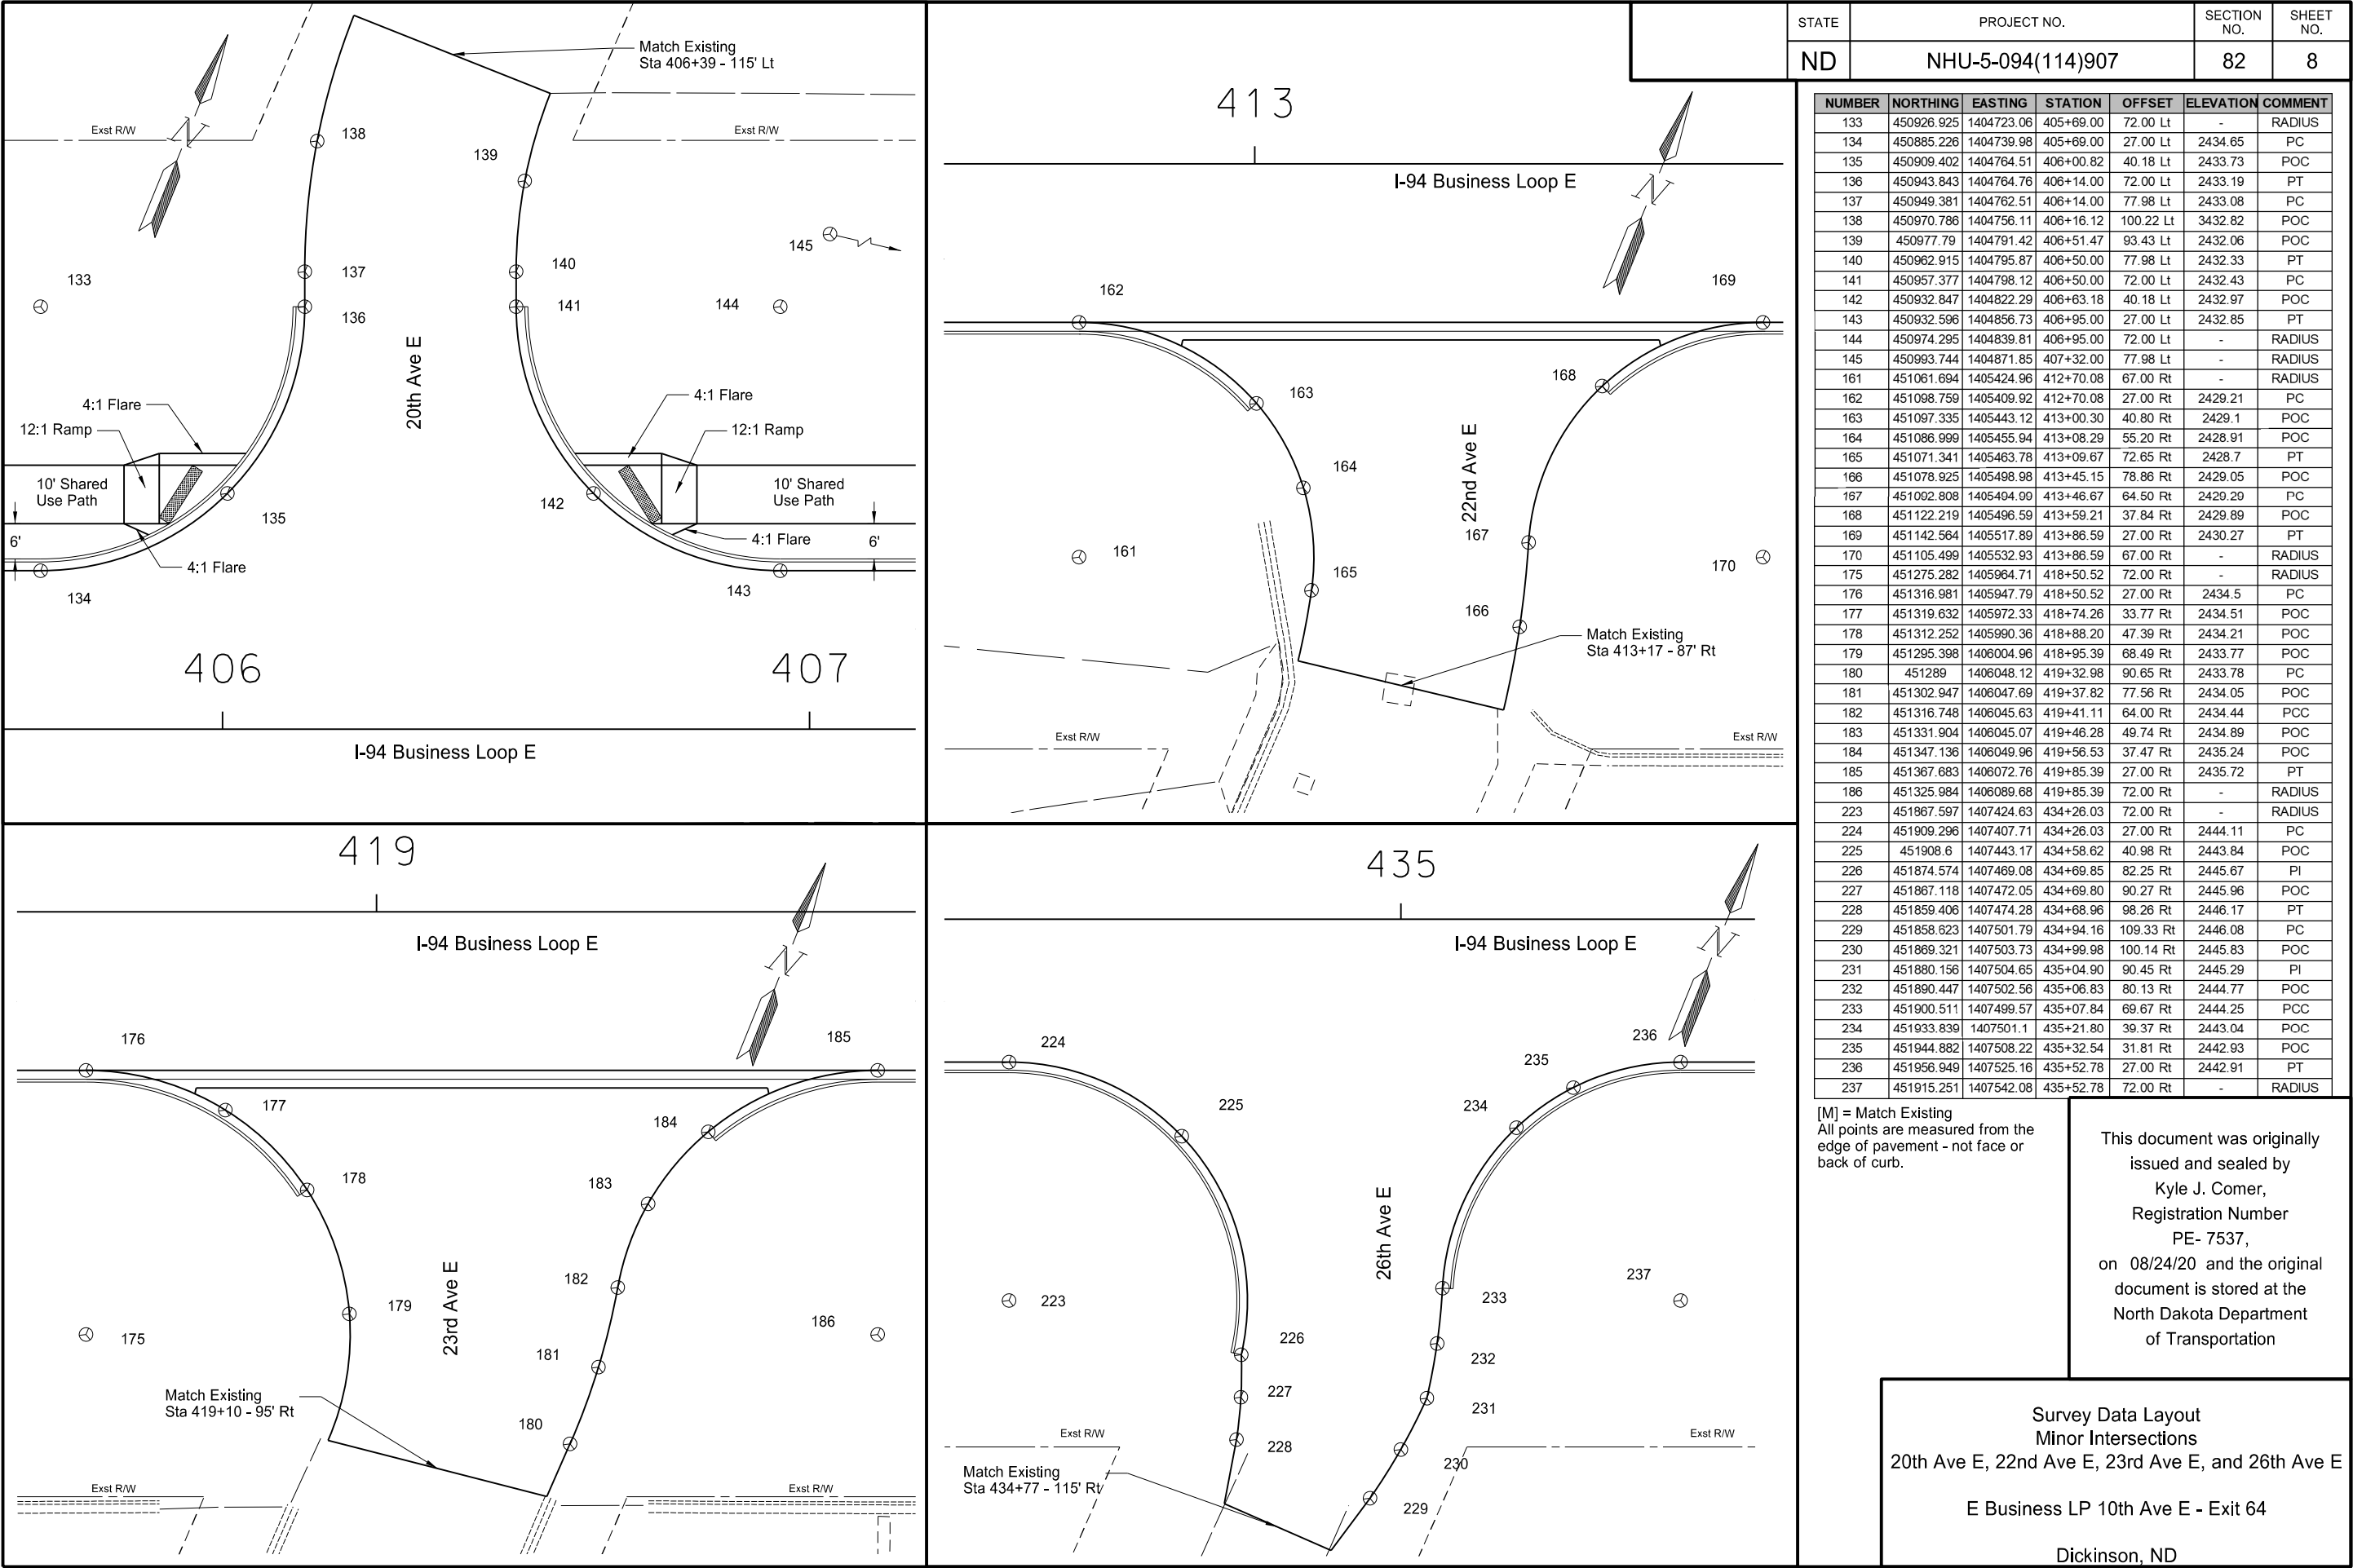 Match Existing
Sta 406+39 - 115' Lt
Exst R/W
Exst R/W
N
138
139
145
133
137
140
136
141
144
20th Ave E
4:1 Flare
4:1 Flare
12:1 Ramp
12:1 Ramp
10' Shared
Use Path
10' Shared
Use Path
142
135
6'
4:1 Flare
6'
4:1 Flare
134
143
406
407
I-94 Business Loop E
413
I-94 Business Loop E
N
162
169
163
168
164
22nd Ave E
167
161
165
170
166
Match Existing
Sta 413+17 - 87' Rt
Exst R/W
Exst R/W
419
I-94 Business Loop E
N
176
185
177
184
178
183
182
179
23rd Ave E
175
186
181
Match Existing
Sta 419+10 - 95' Rt
180
Exst R/W
Exst R/W
435
I-94 Business Loop E
N
224
236
235
225
234
26th Ave E
237
223
233
226
232
227
231
Exst R/W
228
Exst R/W
230
Match Existing
Sta 434+77 - 115' Rt
229
STATE PROJECT NO. SECTION NO. SHEET NO.
ND NHU-5-094(114)907 82 8
NUMBER NORTHING EASTING STATION OFFSET ELEVATION COMMENT
133 450926.925 1404723.06 405+69.00 72.00 Lt - RADIUS
134 450885.226 1404739.98 405+69.00 27.00 Lt 2434.65 PC
135 450909.402 1404764.51 406+00.82 40.18 Lt 2433.73 POC
136 450943.843 1404764.76 406+14.00 72.00 Lt 2433.19 PT
137 450949.381 1404762.51 406+14.00 77.98 Lt 2433.08 PC
138 450970.786 1404756.11 406+16.12 100.22 Lt 3432.82 POC
139 450977.79 1404791.42 406+51.47 93.43 Lt 2432.06 POC
140 450962.915 1404795.87 406+50.00 77.98 Lt 2432.33 PT
141 450957.377 1404798.12 406+50.00 72.00 Lt 2432.43 PC
142 450932.847 1404822.29 406+63.18 40.18 Lt 2432.97 POC
143 450932.596 1404856.73 406+95.00 27.00 Lt 2432.85 PT
144 450974.295 1404839.81 406+95.00 72.00 Lt - RADIUS
145 450993.744 1404871.85 407+32.00 77.98 Lt - RADIUS
161 451061.694 1405424.96 412+70.08 67.00 Rt - RADIUS
162 451098.759 1405409.92 412+70.08 27.00 Rt 2429.21 PC
163 451097.335 1405443.12 413+00.30 40.80 Rt 2429.1 POC
164 451086.999 1405455.94 413+08.29 55.20 Rt 2428.91 POC
165 451071.341 1405463.78 413+09.67 72.65 Rt 2428.7 PT
166 451078.925 1405498.98 413+45.15 78.86 Rt 2429.05 POC
167 451092.808 1405494.99 413+46.67 64.50 Rt 2429.29 PC
168 451122.219 1405496.59 413+59.21 37.84 Rt 2429.89 POC
169 451142.564 1405517.89 413+86.59 27.00 Rt 2430.27 PT
170 451105.499 1405532.93 413+86.59 67.00 Rt - RADIUS
175 451275.282 1405964.71 418+50.52 72.00 Rt - RADIUS
176 451316.981 1405947.79 418+50.52 27.00 Rt 2434.5 PC
177 451319.632 1405972.33 418+74.26 33.77 Rt 2434.51 POC
178 451312.252 1405990.36 418+88.20 47.39 Rt 2434.21 POC
179 451295.398 1406004.96 418+95.39 68.49 Rt 2433.77 POC
180 451289 1406048.12 419+32.98 90.65 Rt 2433.78 PC
181 451302.947 1406047.69 419+37.82 77.56 Rt 2434.05 POC
182 451316.748 1406045.63 419+41.11 64.00 Rt 2434.44 PCC
183 451331.904 1406045.07 419+46.28 49.74 Rt 2434.89 POC
184 451347.136 1406049.96 419+56.53 37.47 Rt 2435.24 POC
185 451367.683 1406072.76 419+85.39 27.00 Rt 2435.72 PT
186 451325.984 1406089.68 419+85.39 72.00 Rt - RADIUS
223 451867.597 1407424.63 434+26.03 72.00 Rt - RADIUS
224 451909.296 1407407.71 434+26.03 27.00 Rt 2444.11 PC
225 451908.6 1407443.17 434+58.62 40.98 Rt 2443.84 POC
226 451874.574 1407469.08 434+69.85 82.25 Rt 2445.67 PI
227 451867.118 1407472.05 434+69.80 90.27 Rt 2445.96 POC
228 451859.406 1407474.28 434+68.96 98.26 Rt 2446.17 PT
229 451858.623 1407501.79 434+94.16 109.33 Rt 2446.08 PC
230 451869.321 1407503.73 434+99.98 100.14 Rt 2445.83 POC
231 451880.156 1407504.65 435+04.90 90.45 Rt 2445.29 PI
232 451890.447 1407502.56 435+06.83 80.13 Rt 2444.77 POC
233 451900.511 1407499.57 435+07.84 69.67 Rt 2444.25 PCC
234 451933.839 1407501.1 435+21.80 39.37 Rt 2443.04 POC
235 451944.882 1407508.22 435+32.54 31.81 Rt 2442.93 POC
236 451956.949 1407525.16 435+52.78 27.00 Rt 2442.91 PT
237 451915.251 1407542.08 435+52.78 72.00 Rt - RADIUS
[M] = Match Existing
All points are measured from the
edge of pavement - not face or
back of curb.
This document was originally
issued and sealed by
Kyle J. Comer,
Registration Number
PE- 7537,
on 08/24/20 and the original
document is stored at the
North Dakota Department
of Transportation
Survey Data Layout
Minor Intersections
20th Ave E, 22nd Ave E, 23rd Ave E, and 26th Ave E
E Business LP 10th Ave E - Exit 64
Dickinson, ND